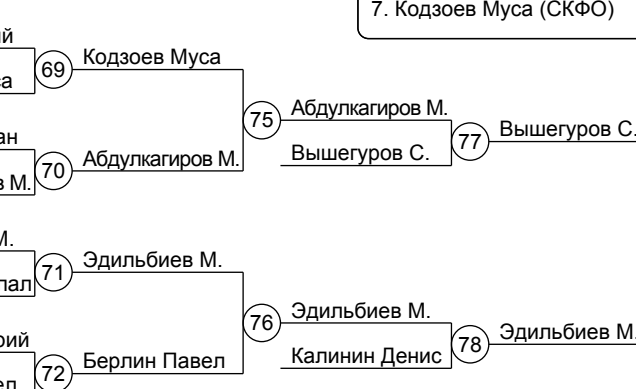 7. Кодзоев Муса (СКФО)
69
Кодзоев Муса
75
Абдулкагиров М.
77
Вышегуров С.
Вышегуров С.
70
Абдулкагиров М.
в М.
М.
71
Эдильбиев М.
76
Эдильбиев М.
78
Эдильбиев М.
Калинин Денис
72
Берлин Павел